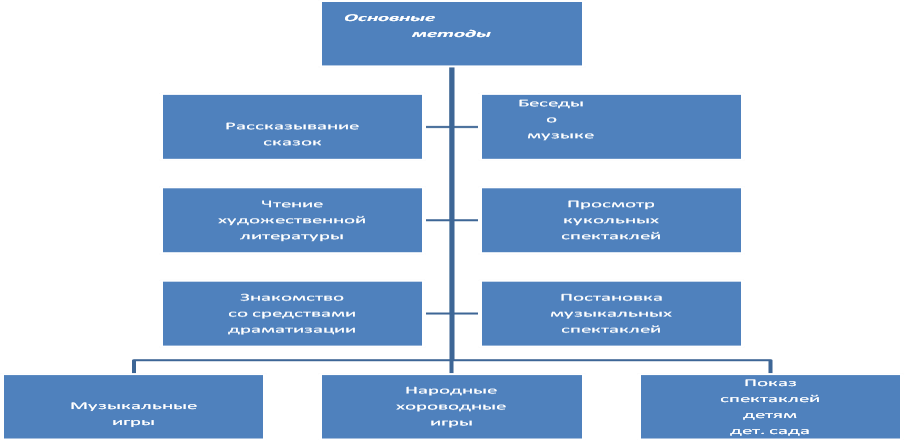 Основные
методы
Рассказывание
сказок
Беседы
о
музыке
Чтение
художественной
литературы
Просмотр
кукольных
спектаклей
Знакомство
со средствами
драматизации
Постановка
музыкальных
спектаклей
Музыкальные
игры
Народные
хороводные
игры
Показ
спектаклей
детям
дет. сада